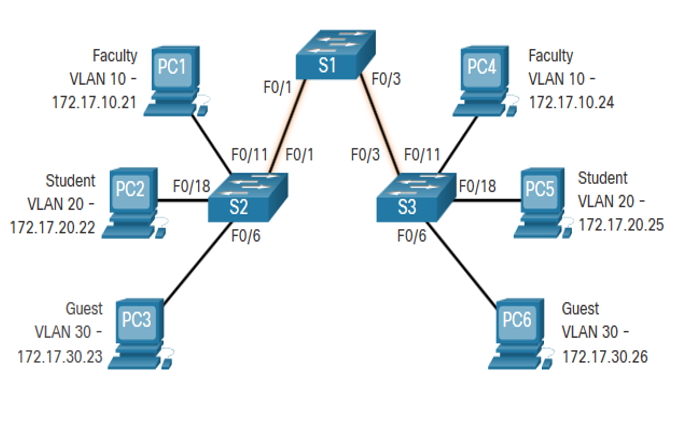 Faculty
VLAN 10 -
172.17.10.21
PC1
S1
F0/1
F0/3
PC4
Faculty
VLAN 10 -
172.17.10.24
Student
VLAN 20 -
172.17.20.22
PC2
F0/18
F0/11
F0/1
S2
F0/6
F0/3
F0/11
S3
F0/18
F0/6
PC5
Student
VLAN 20 -
172.17.20.25
Guest
VLAN 30 -
172.17.30.23
PC3
PC6
Guest
VLAN 30 -
172.17.30.26